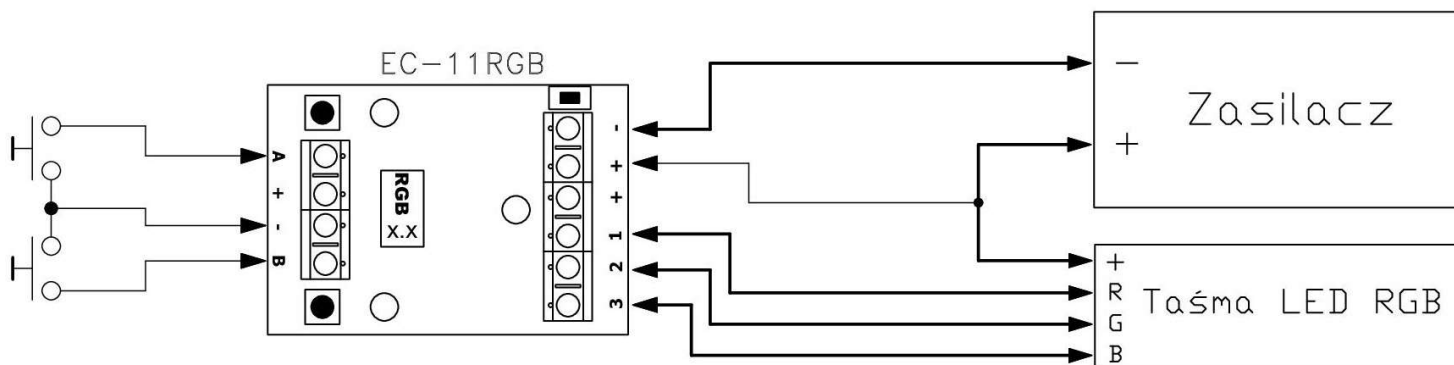 EC-11RGB
A
+
-
B
RGB
X.X
-
+
+
1
2
3
-
+
Zasilacz
+
R
G
B
Taśma LED RGB